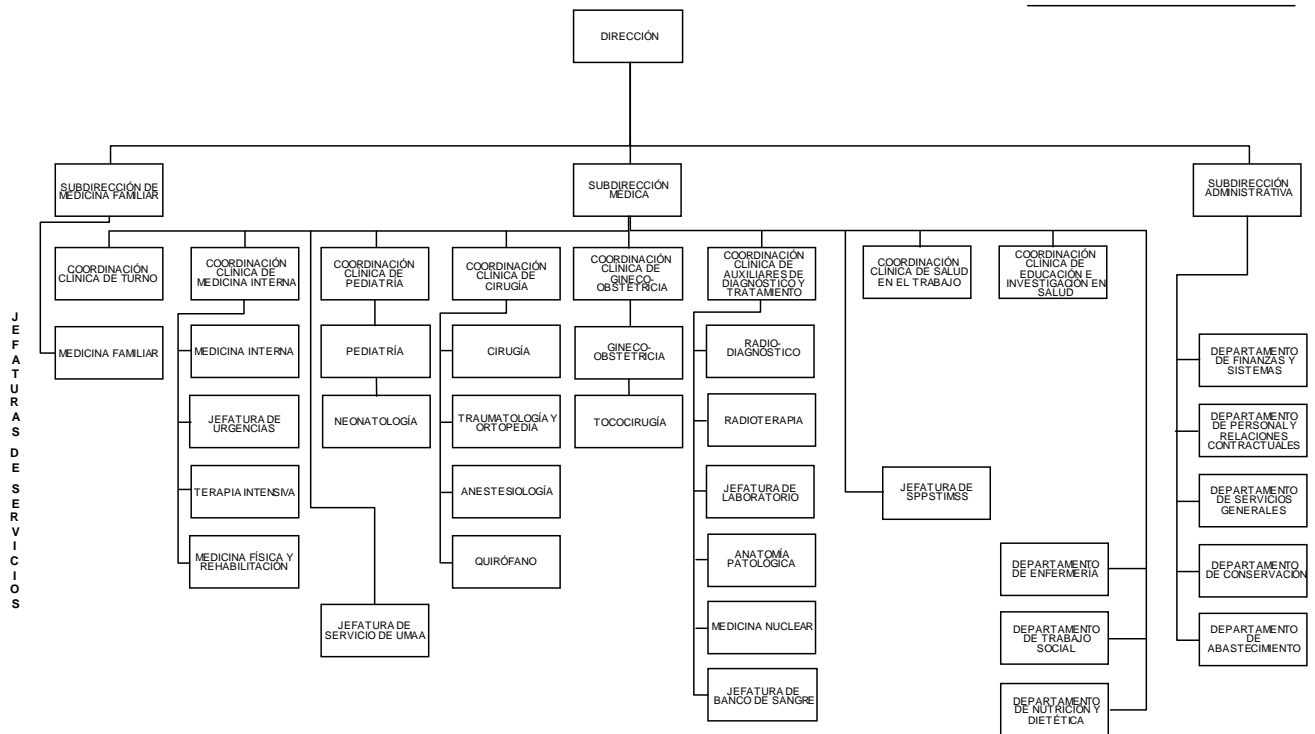 DIRECCIÓN
SUBDIRECCIÓN DE
MEDICINA FAMILIAR
SUBDIRECCIÓN
MÉDICA
SUBDIRECCIÓN
ADMINISTRATIVA
COORDINACIÓN
CLÍNICA DE TURNO
COORDINACIÓN
CLÍNICA DE
MEDICINA INTERNA
COORDINACIÓN
CLÍNICA DE
PEDIATRÍA
COORDINACIÓN
CLÍNICA DE
CIRUGÍA
COORDINACIÓN
CLÍNICA DE
GINECO-
OBSTETRICIA
COORDINACIÓN
CLÍNICA DE
AUXILIARES DE
DIAGNÓSTICO Y
TRATAMIENTO
COORDINACIÓN
CLÍNICA DE SALUD
EN EL TRABAJO
COORDINACIÓN
CLÍNICA DE
EDUCACIÓN E
INVESTIGACIÓN EN
SALUD
JEFATURAS DE SERVICIOS
MEDICINA FAMILIAR
MEDICINA INTERNA
JEFATURA DE
URGENCIAS
TERAPIA INTENSIVA
MEDICINA FÍSICA Y
REHABILITACIÓN
JEFATURA DE
SERVICIO DE UMAA
PEDIATRÍA
NEONATOLOGÍA
CIRUGÍA
TRAUMATOLOGÍA Y
ORTOPEDIA
ANESTESIOLOGÍA
QUIRÓFANO
GINECO-
OBSTETRICIA
TOCOCIRUGÍA
RADIO-
DIAGNÓSTICO
RADIOTERAPIA
JEFATURA DE
LABORATORIO
ANATOMÍA
PATOLÓGICA
MEDICINA NUCLEAR
JEFATURA DE
BANCO DE SANGRE
JEFATURA DE
SPPSTIMSS
DEPARTAMENTO
DE ENFERMERÍA
DEPARTAMENTO
DE TRABAJO
SOCIAL
DEPARTAMENTO
DE NUTRICIÓN Y
DIETÉTICA
DEPARTAMENTO
DE FINANZAS Y
SISTEMAS
DEPARTAMENTO
DE PERSONAL Y
RELACIONES
CONTRACTUALES
DEPARTAMENTO
DE SERVICIOS
GENERALES
DEPARTAMENTO
DE CONSERVACIÓN
DEPARTAMENTO
DE
ABASTECIMIENTO